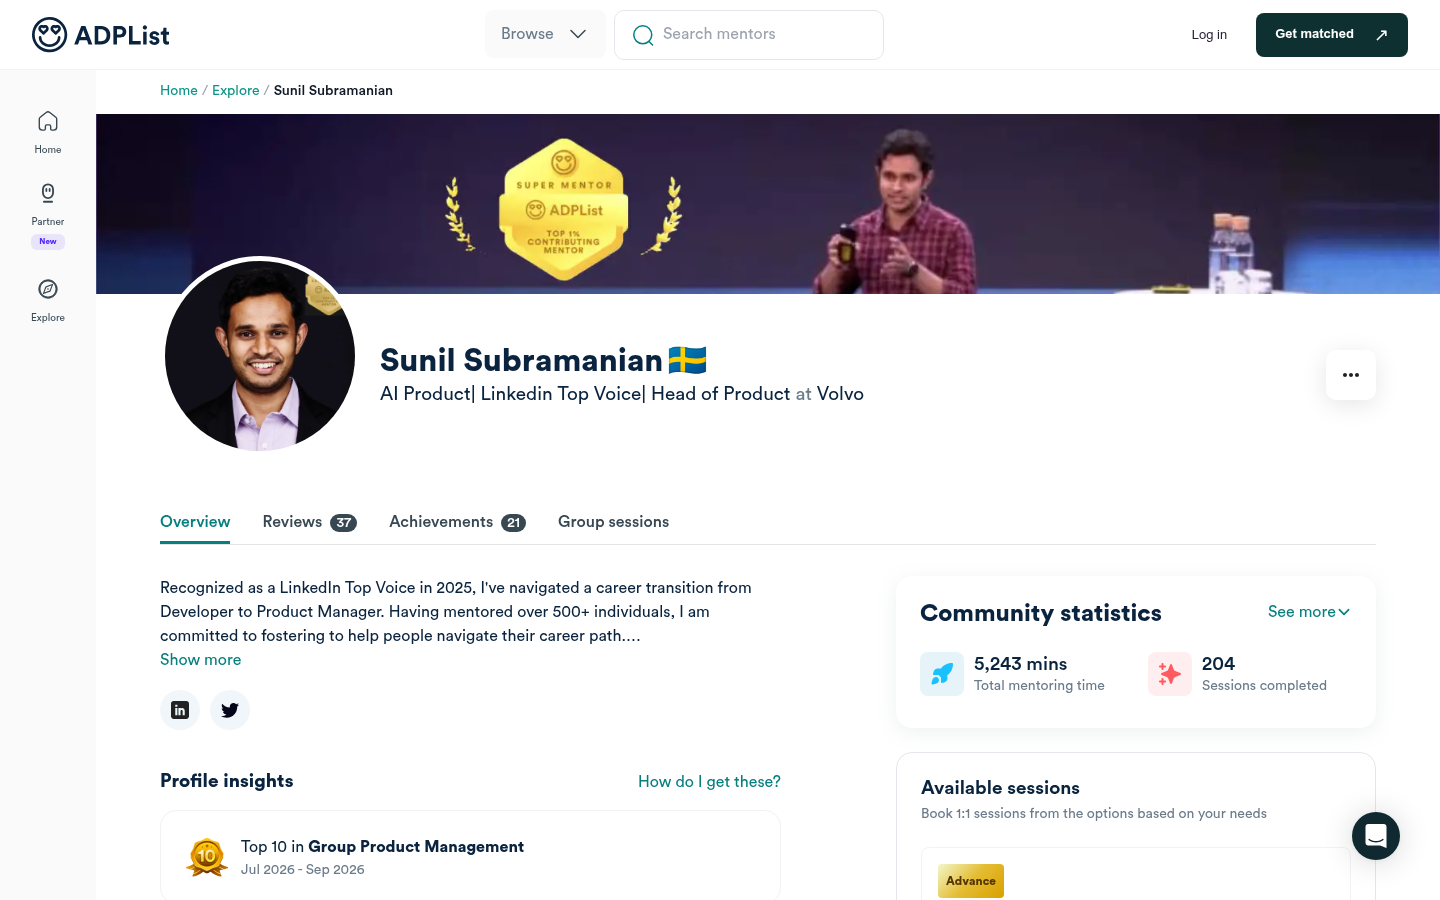 ADPList
Browse
Search mentors
Log in
Get matched
Home / Explore / Sunil Subramanian
Home
Partner
New
Explore
SUPER MENTOR
ADPList
TOP 1%
CONTRIBUTING
MENTOR
Sunil Subramanian
AI Product| Linkedin Top Voice| Head of Product at Volvo
Overview
Reviews 37
Achievements 21
Group sessions
Recognized as a LinkedIn Top Voice in 2025, I've navigated a career transition from
Developer to Product Manager. Having mentored over 500+ individuals, I am
committed to fostering to help people navigate their career path....
Show more
in
Profile insights
How do I get these?
10
Top 10 in Group Product Management
Jul 2026 - Sep 2026
Community statistics
See more
5,243 mins
Total mentoring time
204
Sessions completed
Available sessions
Book 1:1 sessions from the options based on your needs
Advance